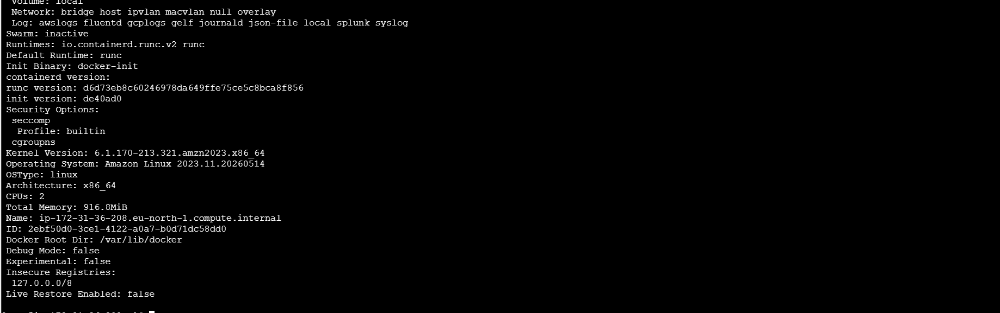 Volume: local
Network: bridge host ipvlan macvlan null overlay
Log: awslogs fluentd gcplogs gelf journald json-file local splunk syslog
Swarm: inactive
Runtimes: io.containerd.runc.v2 runc
Default Runtime: runc
Init Binary: docker-init
containerd version:
runc version: d6d73eb8c60246978da649ffe75ce5c8bca8f856
init version: de40ad0
Security Options:
seccomp
Profile: builtin
cgroupns
Kernel Version: 6.1.170-213.321.amzn2023.x86_64
Operating System: Amazon Linux 2023.11.20260514
OSType: linux
Architecture: x86_64
CPUs: 2
Total Memory: 916.8MiB
Name: ip-172-31-36-208.eu-north-1.compute.internal
ID: 2ebf50d0-3ce1-4122-a0a7-b0d71dc58dd0
Docker Root Dir: /var/lib/docker
Debug Mode: false
Experimental: false
Insecure Registries:
127.0.0.0/8
Live Restore Enabled: false